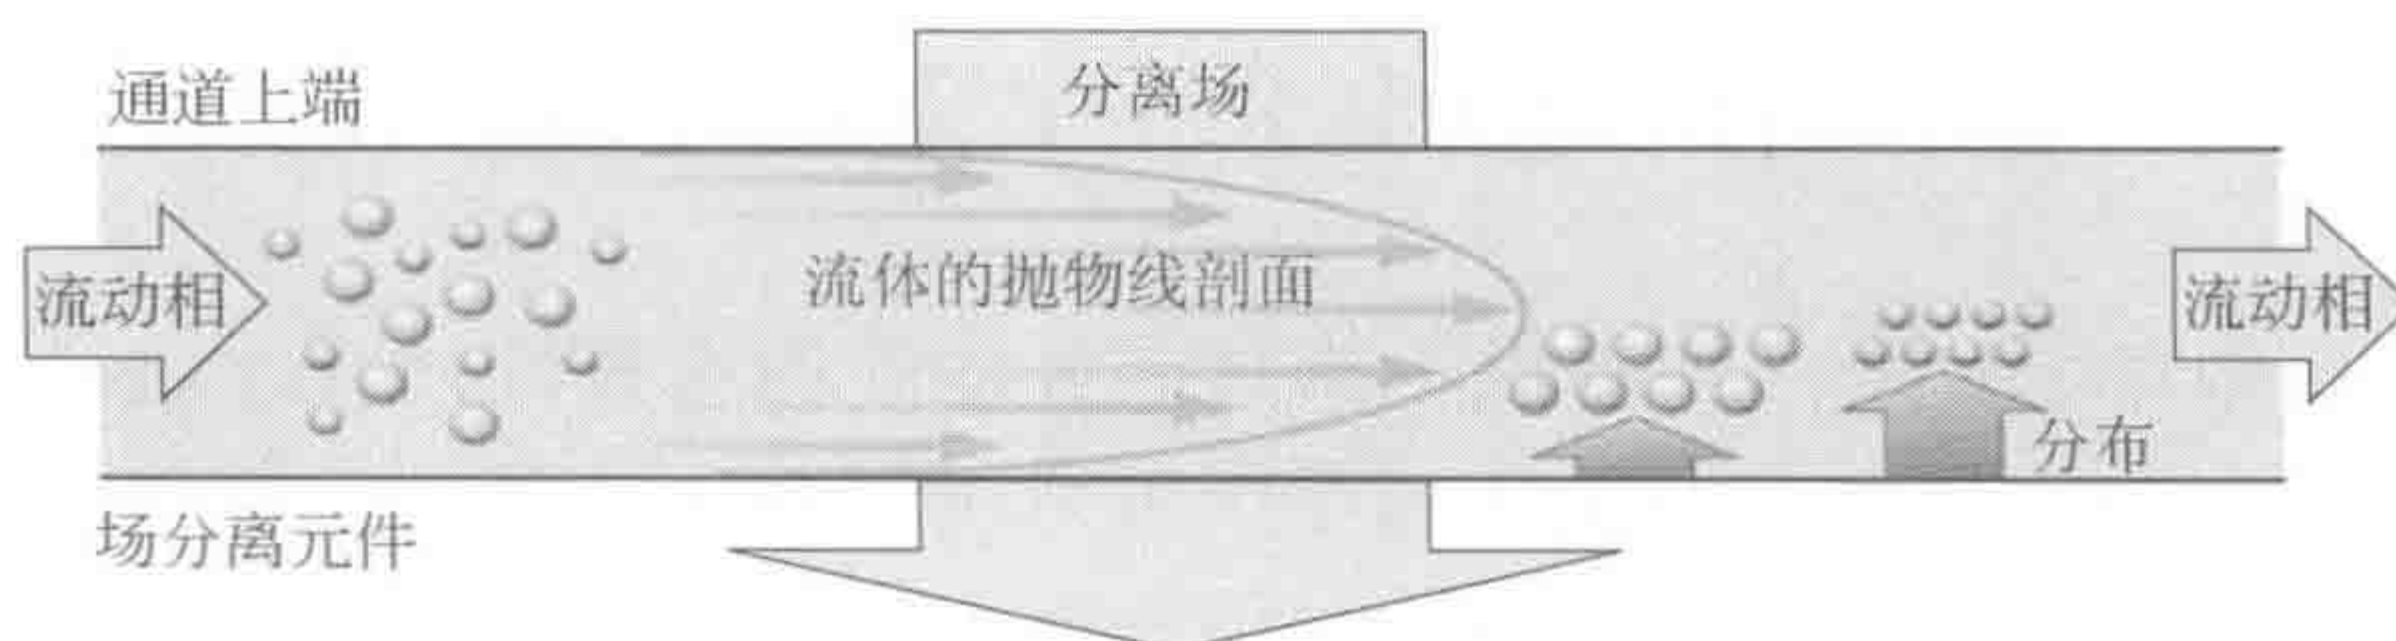 通道上端
分离场
流动相
流体的抛物线剖面
流动相
分布
场分离元件